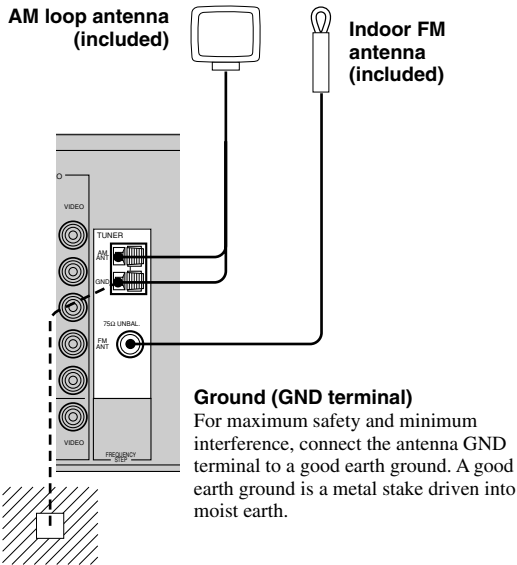 AM loop antenna
(included)
Indoor FM
antenna
(included)
O
VIDEO
TUNER
AM
ANT
GND
75Ω UNBAL.
FM
ANT
VIDEO
FREQUENCY
STEP
Ground (GND terminal)
For maximum safety and minimum
interference, connect the antenna GND
terminal to a good earth ground. A good
earth ground is a metal stake driven into
moist earth.